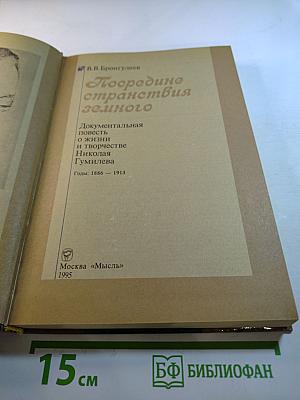 В.В.Бронгулеев
Посредине
странствия
земного
Документальная
повесть
о жизни
и творчестве
Николая
Гумилева
Годы: 1886 — 1913
Москва «Мысль»
1995
15 см
БФ БИБЛИОФАН